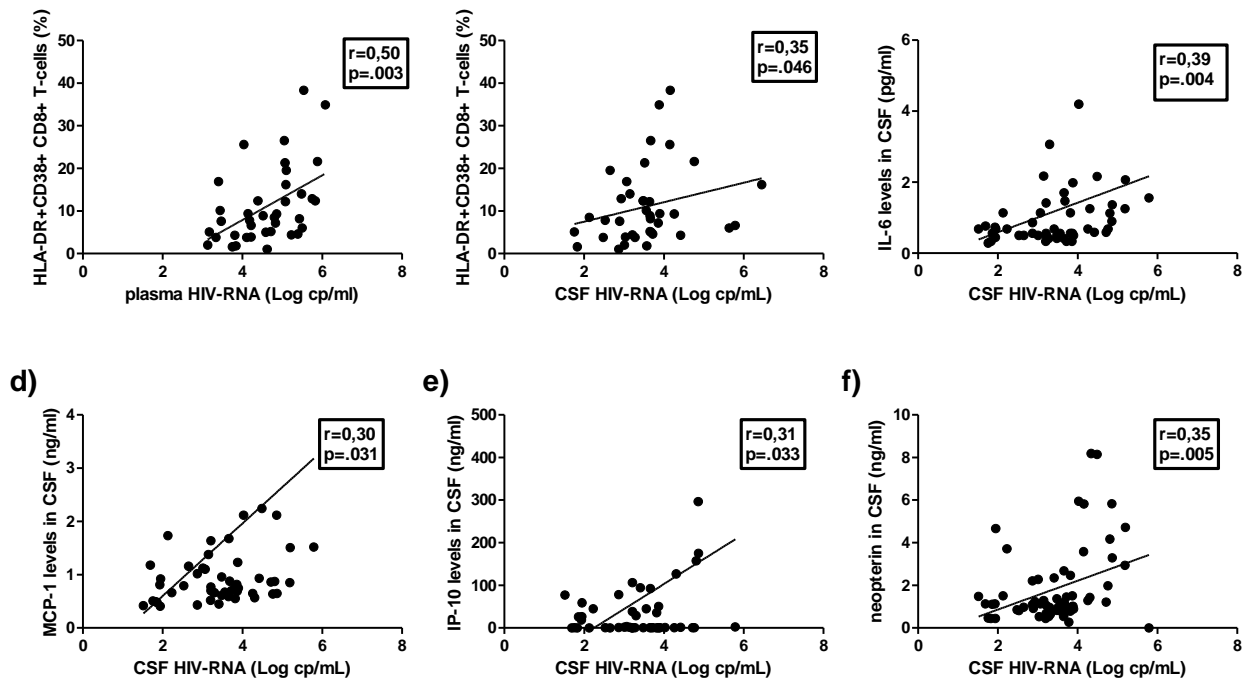 HLA-DR+CD38+ CD8+ T-cells (%)
50
40
30
20
10
0
0
2
4
6
8
plasma HIV-RNA (Log cp/ml)
r=0,50
p=.003
HLA-DR+CD38+ CD8+ T-cells (%)
50
40
30
20
10
0
0
2
4
6
8
CSF HIV-RNA (Log cp/mL)
r=0,35
p=.046
IL-6 levels in CSF (pg/ml)
6
4
2
0
0
2
4
6
8
CSF HIV-RNA (Log cp/mL)
r=0,39
p=.004
d)
MCP-1 levels in CSF (ng/ml)
4
3
2
1
0
0
2
4
6
8
CSF HIV-RNA (Log cp/mL)
r=0,30
p=.031
e)
IP-10 levels in CSF (ng/ml)
500
400
300
200
100
0
0
2
4
6
8
CSF HIV-RNA (Log cp/mL)
r=0,31
p=.033
f)
neopterin in CSF (ng/ml)
10
8
6
4
2
0
0
2
4
6
8
CSF HIV-RNA (Log cp/mL)
r=0,35
p=.005